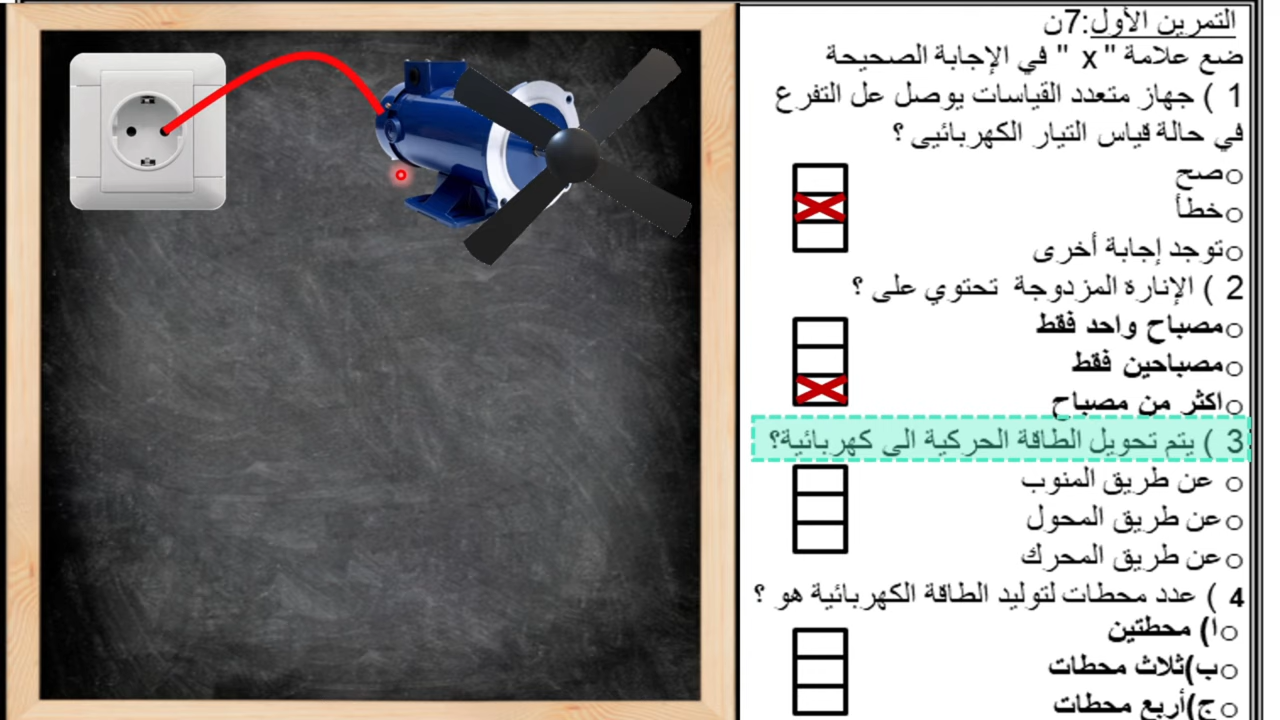 التمرين الأول:7ن
ضع علامة " x " في الإجابة الصحيحة
1 ) جهاز متعدد القياسات يوصل عل التفرع
في حالة قياس التيار الكهربائيى ؟
صح
خطأ
توجد إجابة أخرى
2 ) الإنارة المزدوجة تحتوي على ؟
مصباح واحد فقط
مصباحين فقط
اكثر من مصباح
3 ) يتم تحويل الطاقة الحركية الى كهربائية؟
عن طريق المنوب
عن طريق المحول
عن طريق المحرك
4 ) عدد محطات لتوليد الطاقة الكهربائية هو ؟
ا) محطتين
ب)ثلاث محطات
ج)أربع محطات